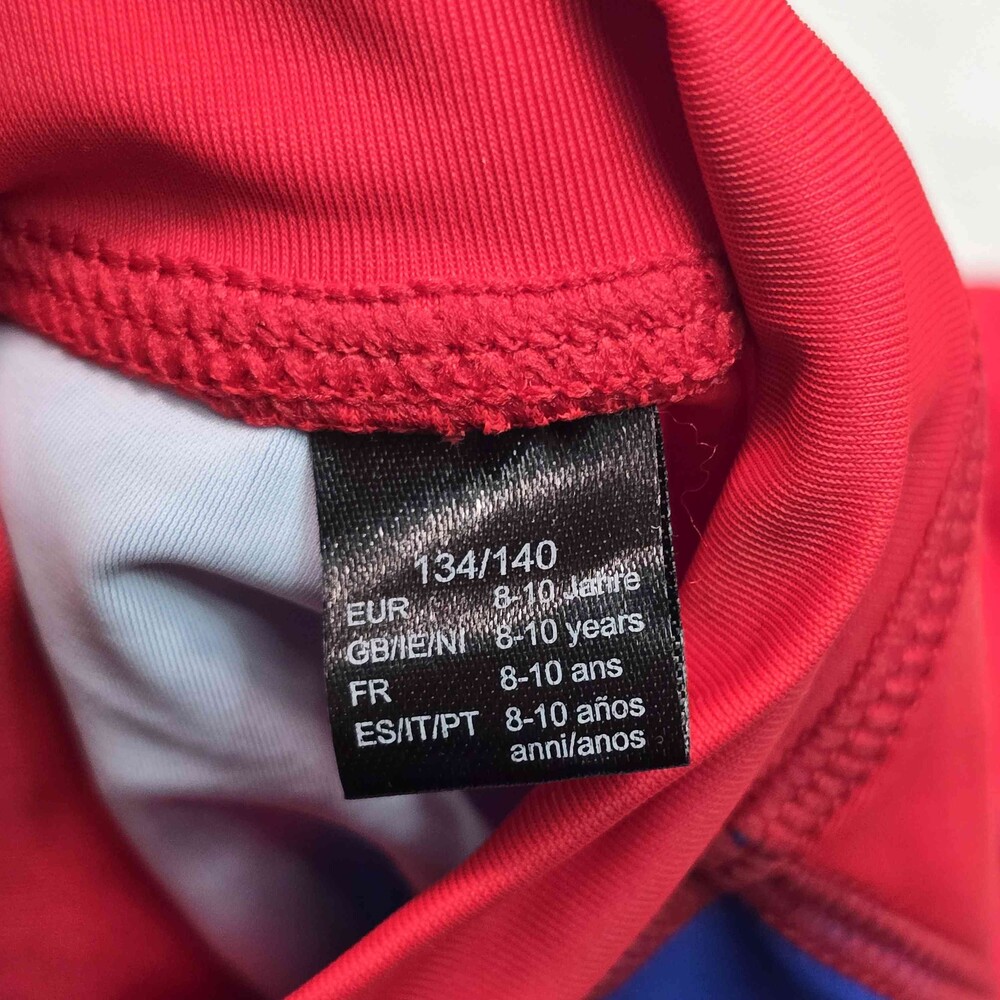 134/140
EUR 8-10 Jahre
GB/IE/NI 8-10 years
FR 8-10 ans
ES/IT/PT 8-10 años
anni/anos